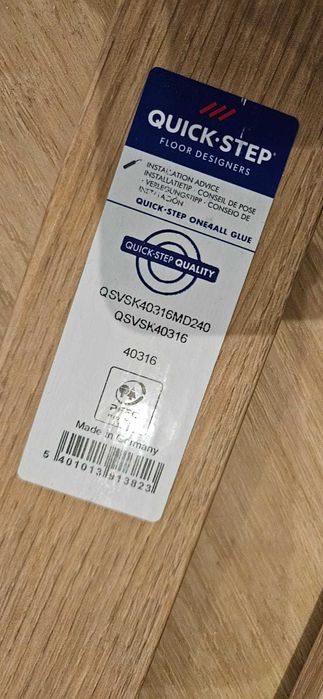 QUICK·STEP
FLOOR DESIGNERS
INSTALLATION ADVICE
INSTALLATIETIP · CONSEIL DE POSE
· VERLEGUNGSTIPP · CONSEJO DE
INSTALACIÓN
QUICK-STEP ONE4ALL GLUE
QUICK-STEP QUALITY
QSVSK40316MD240
QSVSK40316
40316
PEFC
Made in Germany
5 401013 913823